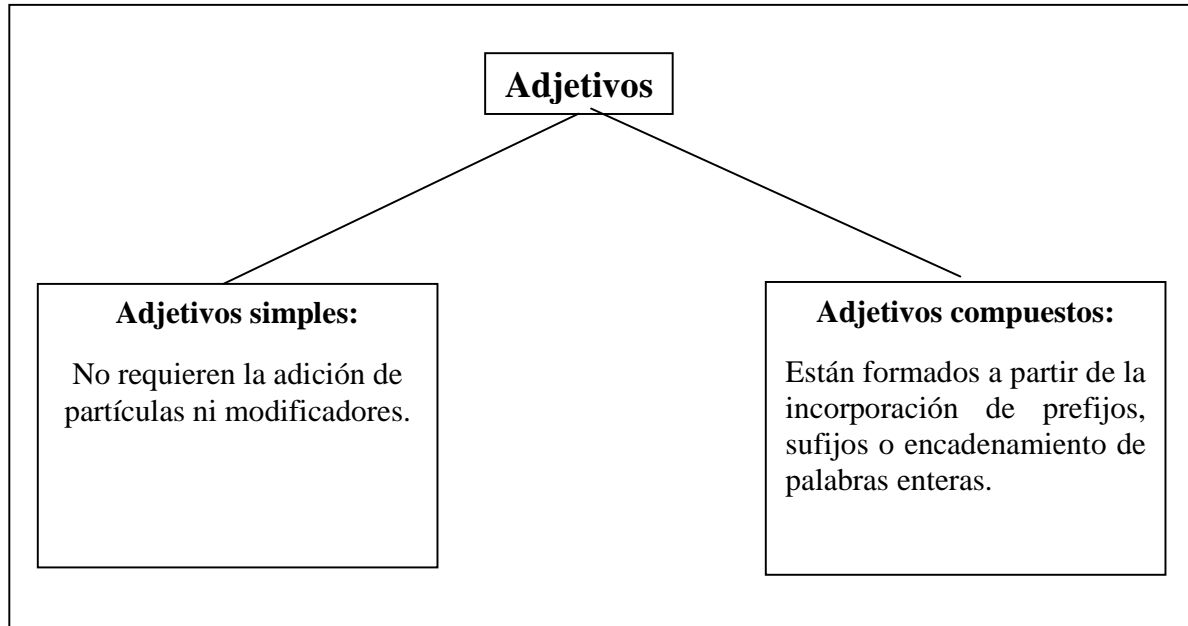 Adjetivos
Adjetivos simples:
No requieren la adición de
partículas ni modificadores.
Adjetivos compuestos:
Están formados a partir de la
incorporación de prefijos,
sufijos o encadenamiento de
palabras enteras.